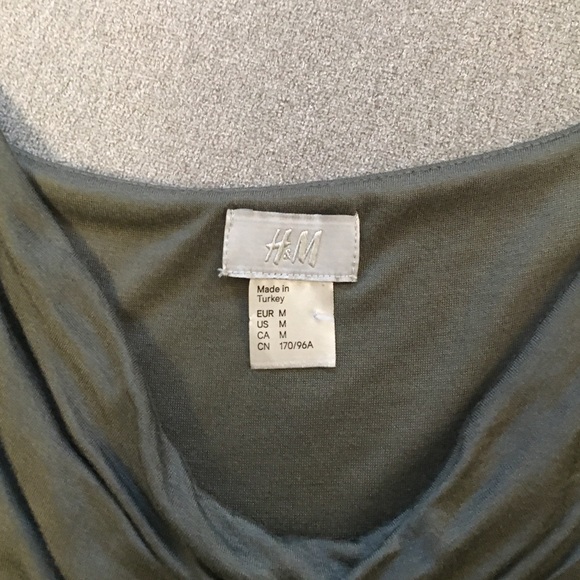 H&M
Made in
Turkey
EUR M
US M
CA M
CN 170/96A